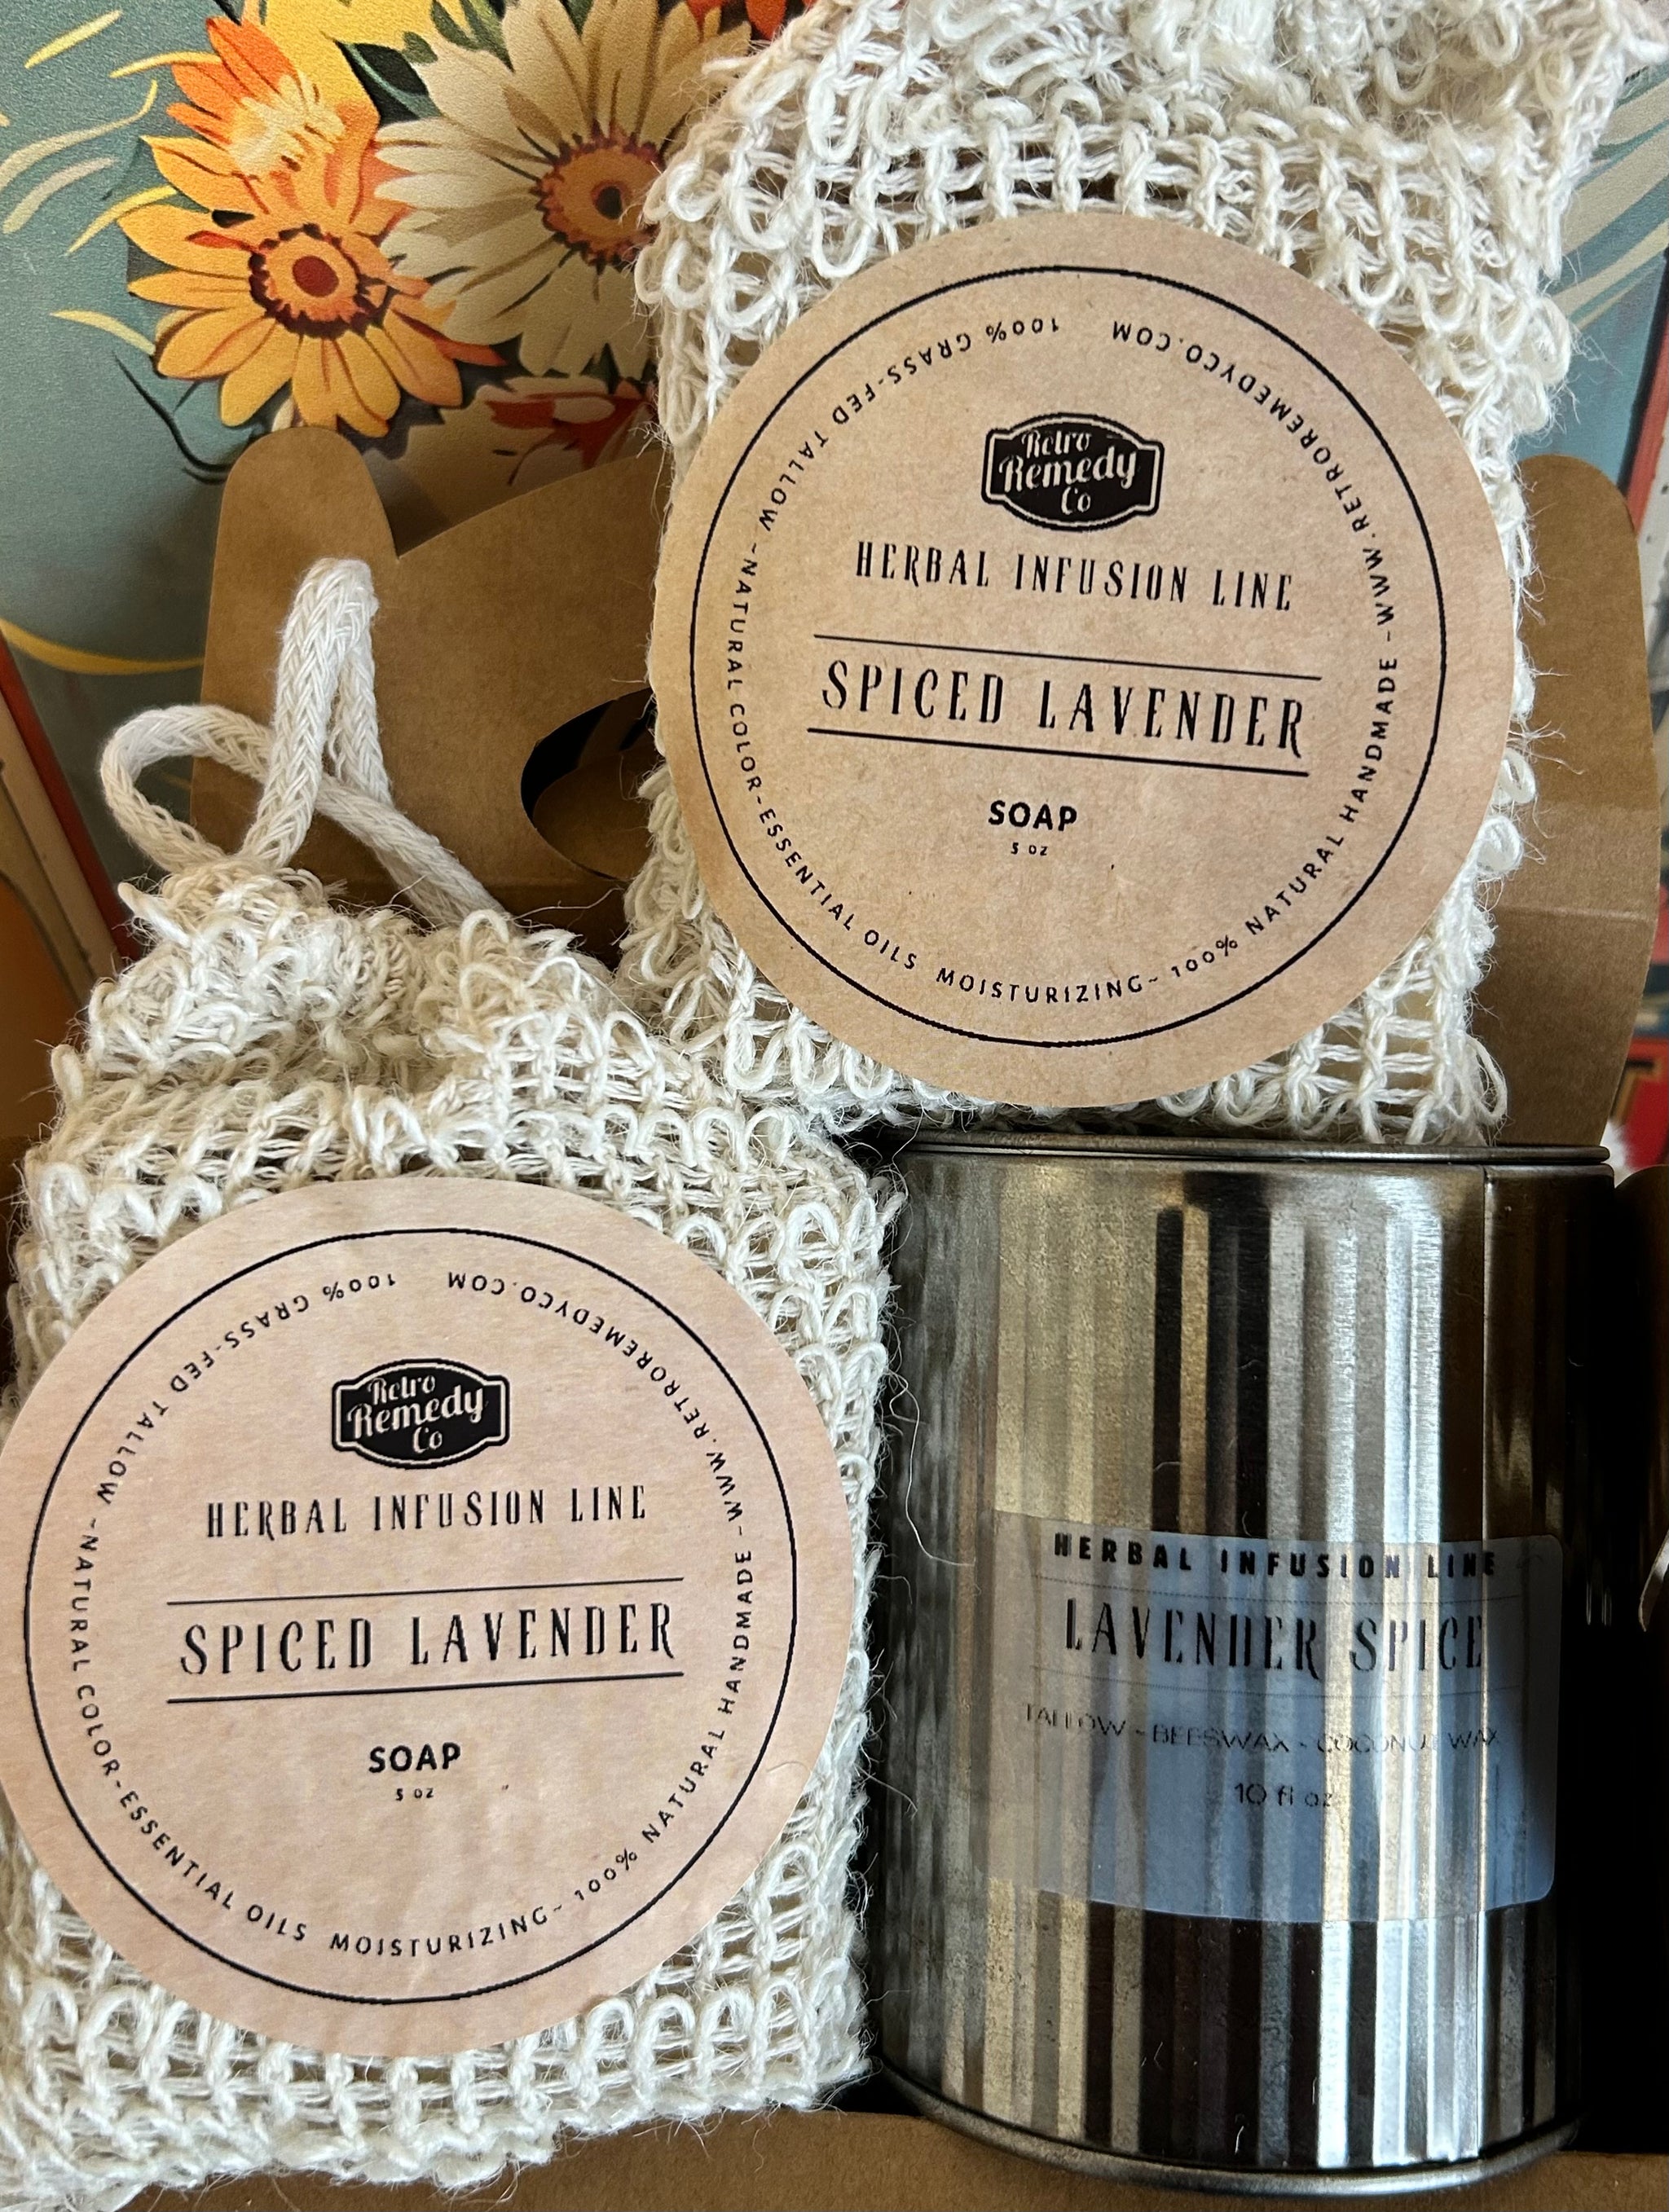 100% GRASS-FED TALLOW ~NATURAL COLOR-ESSENTIAL OILS MOISTURIZING~ 100% NATURAL HANDMADE ~WWW.RETROREMEDYCO.COM
Retro
Remedy
Co
HERBAL INFUSION LINE
SPICED LAVENDER
SOAP
5 OZ
100% GRASS-FED TALLOW ~NATURAL COLOR-ESSENTIAL OILS MOISTURIZING~ 100% NATURAL HANDMADE ~WWW.RETROREMEDYCO.COM
Retro
Remedy
Co
HERBAL INFUSION LINE
SPICED LAVENDER
SOAP
5 OZ
HERBAL INFUSION LINE
LAVENDER SPICE
TALLOW - BEESWAX - COCONUT WAX
10 fl oz